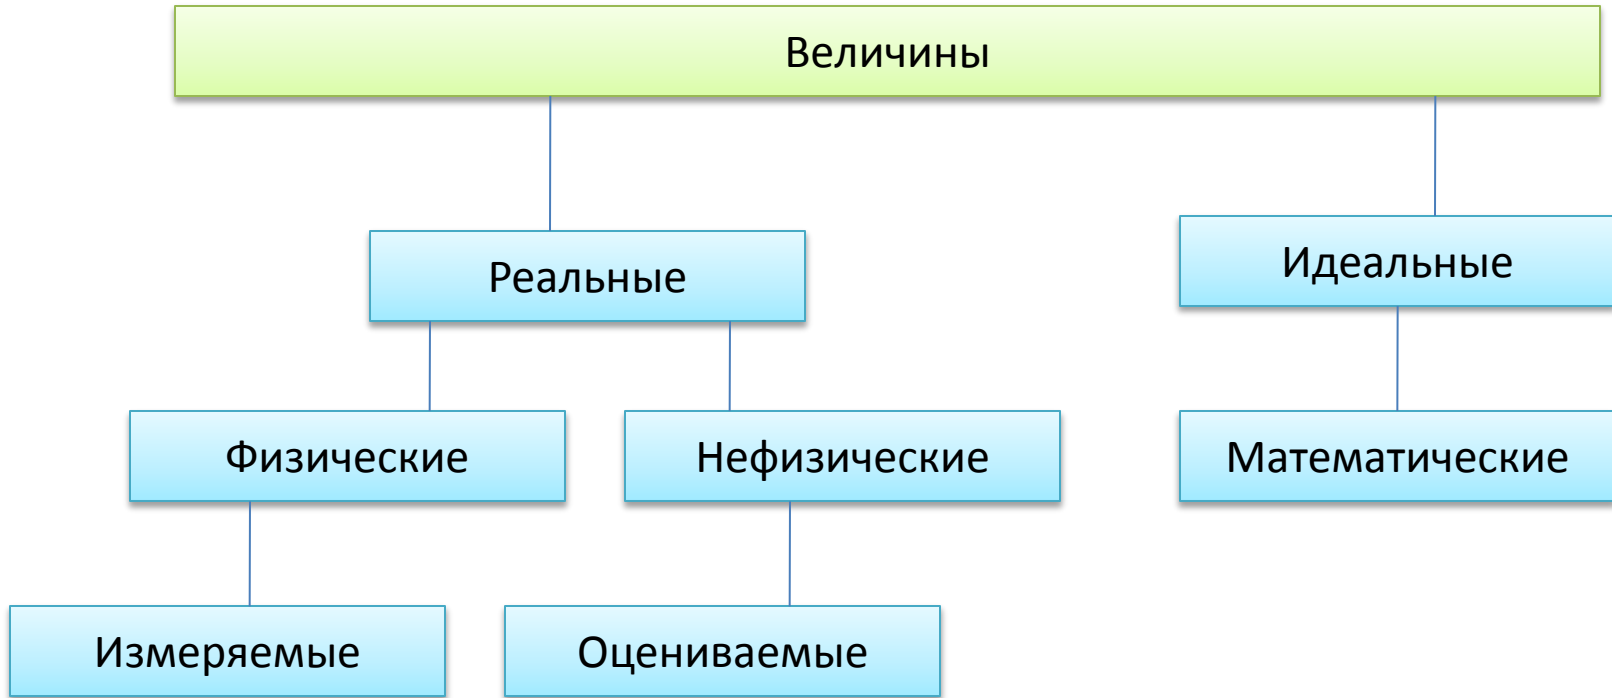 Величины
Реальные
Идеальные
Физические
Нефизические
Математические
Измеряемые
Оцениваемые